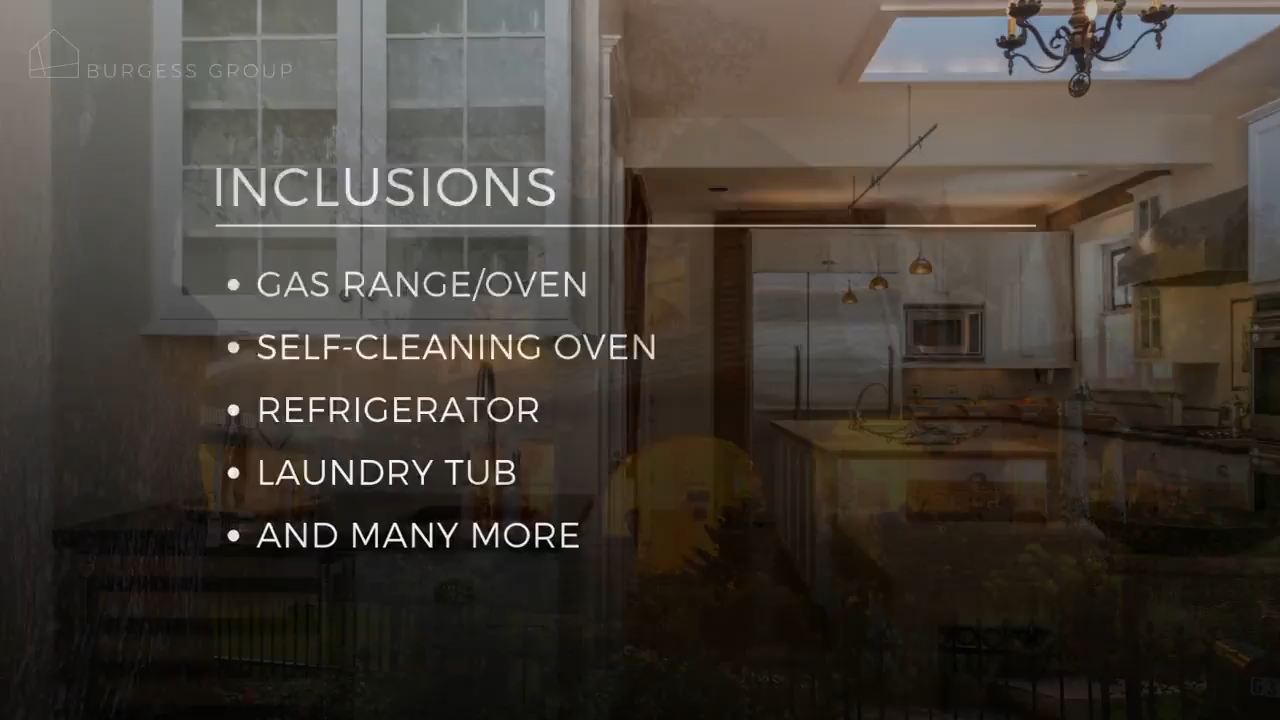 BURGESS GROUP
INCLUSIONS
• GAS RANGE/OVEN
• SELF-CLEANING OVEN
• REFRIGERATOR
• LAUNDRY TUB
• AND MANY MORE